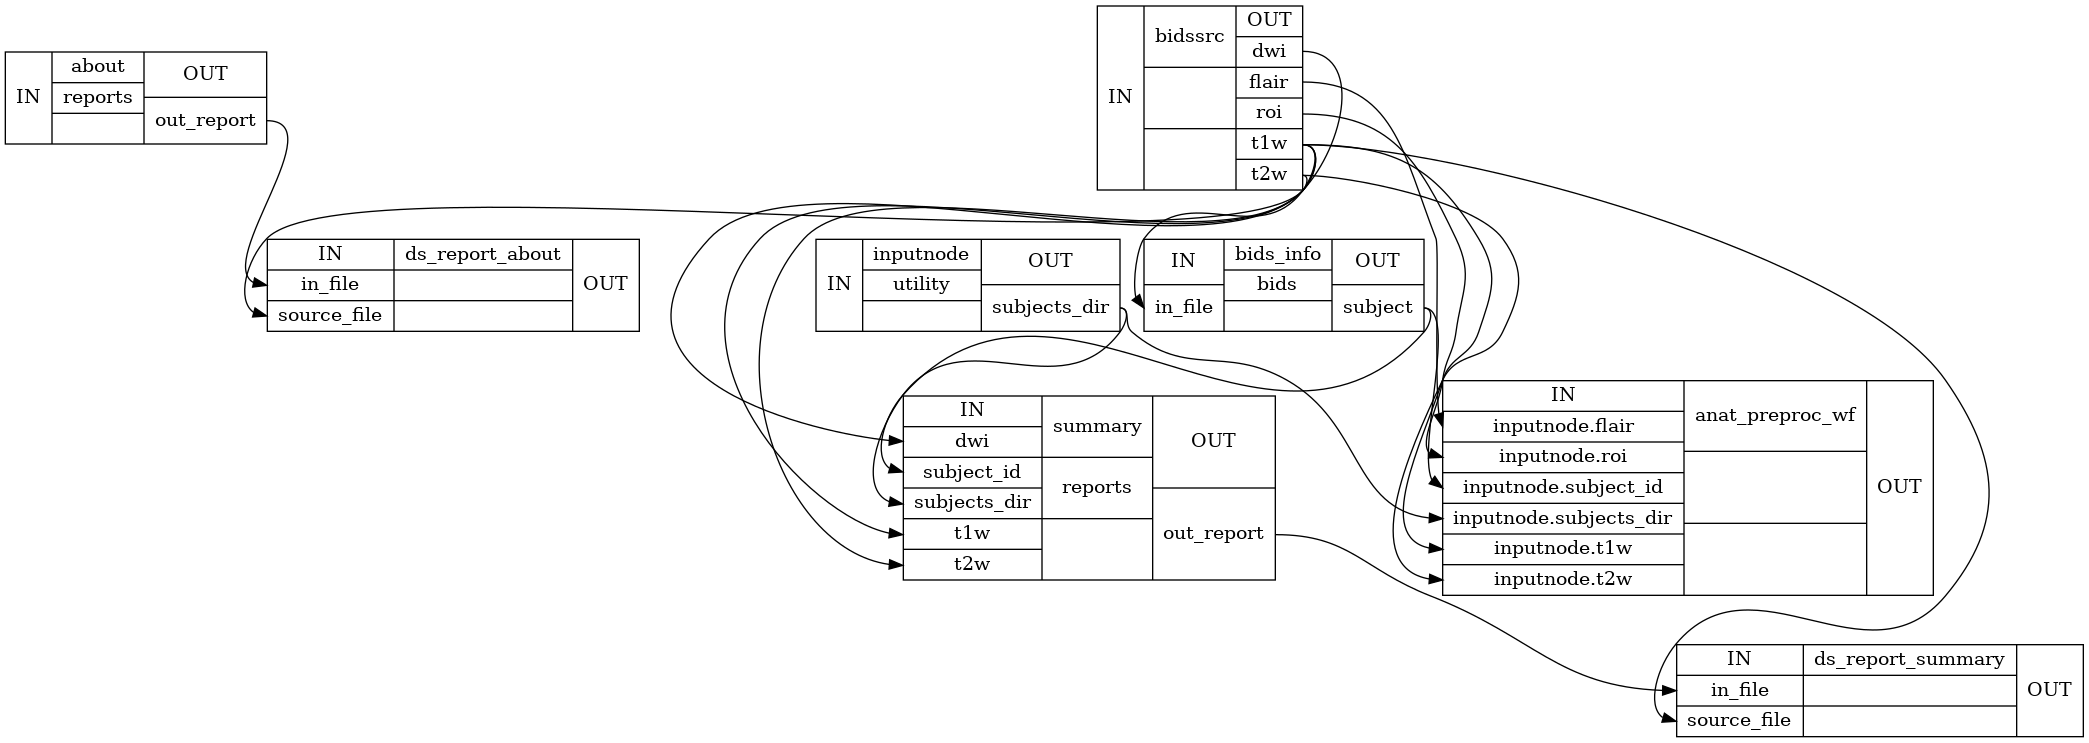 IN
about
reports
OUT
out_report
IN
bidssrc
OUT
dwi
flair
roi
t1w
t2w
IN
in_file
source_file
ds_report_about
OUT
IN
inputnode
utility
OUT
subjects_dir
IN
in_file
bids_info
bids
OUT
subject
IN
dwi
subject_id
subjects_dir
t1w
t2w
summary
reports
OUT
out_report
IN
inputnode.flair
inputnode.roi
inputnode.subject_id
inputnode.subjects_dir
inputnode.t1w
inputnode.t2w
anat_preproc_wf
OUT
IN
in_file
source_file
ds_report_summary
OUT